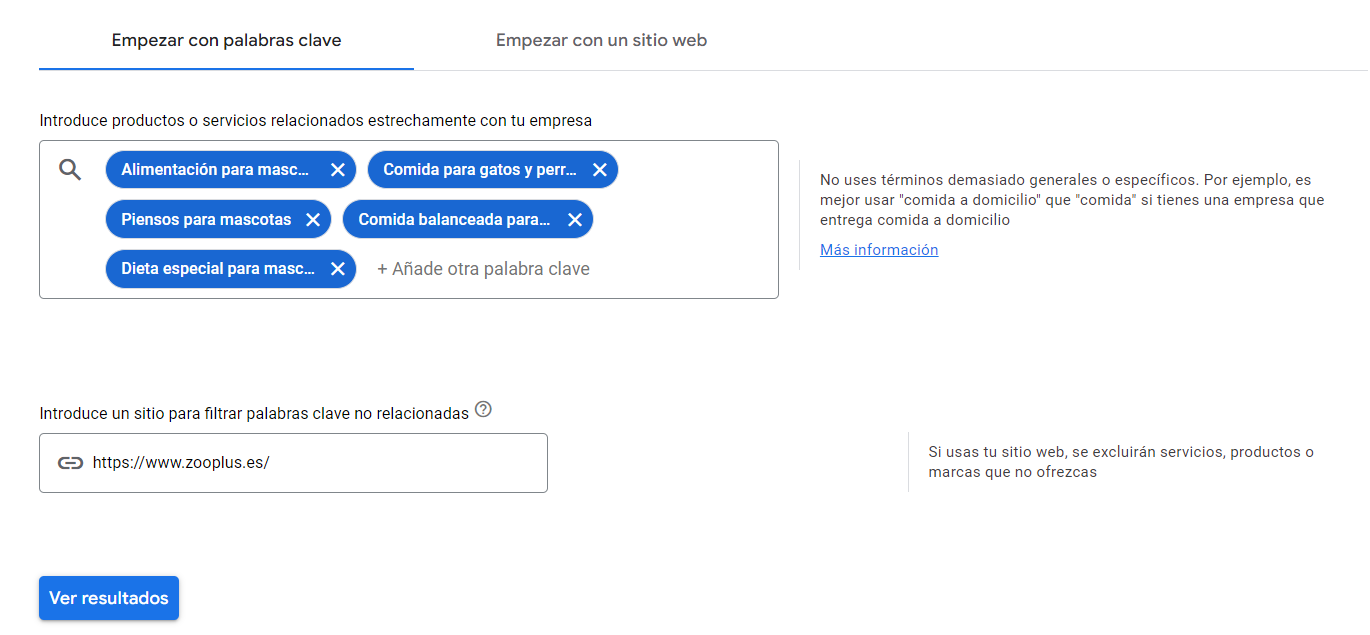 Empezar con palabras clave
Empezar con un sitio web
Introduce productos o servicios relacionados estrechamente con tu empresa
Alimentación para masc...
Comida para gatos y perr...
Piensos para mascotas
Comida balanceada para...
Dieta especial para masc...
+ Añade otra palabra clave
No uses términos demasiado generales o específicos. Por ejemplo, es
mejor usar "comida a domicilio" que "comida" si tienes una empresa que
entrega comida a domicilio
Más información
Introduce un sitio para filtrar palabras clave no relacionadas
https://www.zooplus.es/
Si usas tu sitio web, se excluirán servicios, productos o
marcas que no ofrezcas
Ver resultados